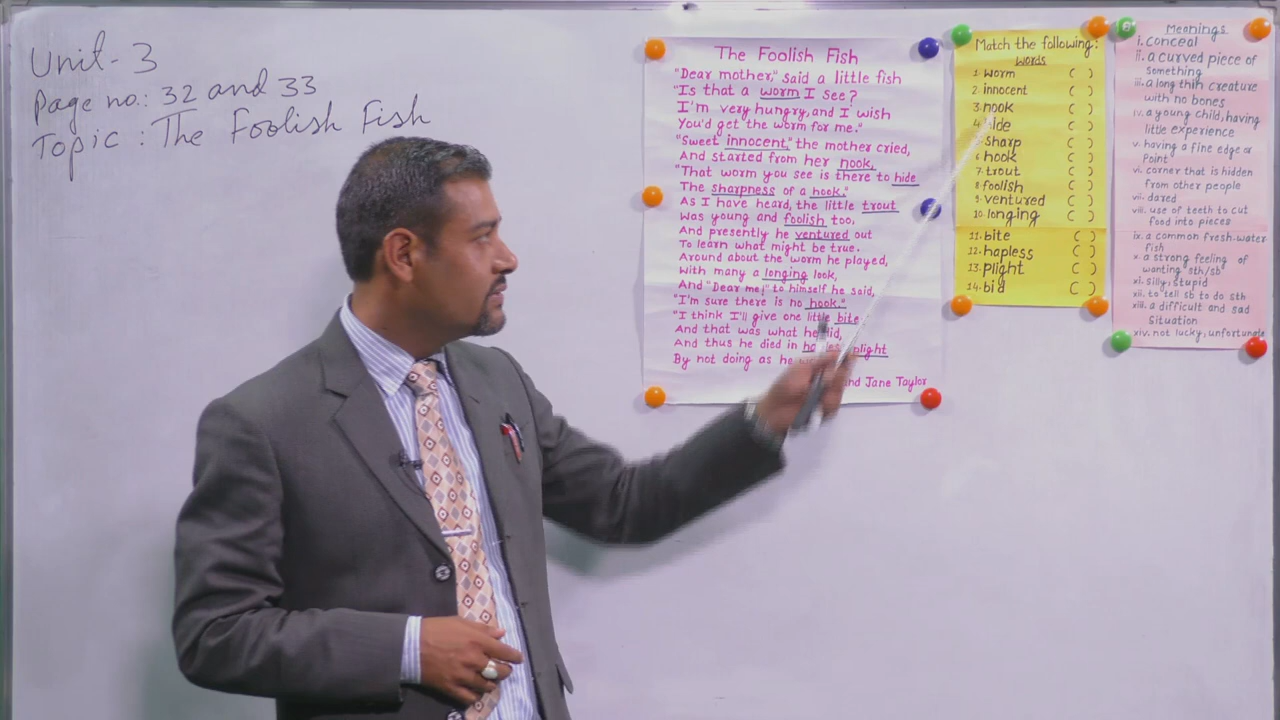 Unit-3
Page no.: 32 and 33
Topic : The Foolish Fish
The Foolish Fish
"Dear mother," said a little fish
"Is that a worm I see?
I'm very hungry, and I wish
You'd get the worm for me."
"Sweet innocent," the mother cried,
And started from her nook,
"That worm you see is there to hide
The sharpness of a hook."
As I have heard, the little trout
Was young and foolish too,
And presently he ventured out
To learn what might be true.
Around about the worm he played,
With many a longing look,
And "Dear me!" to himself he said,
"I'm sure there is no hook."
"I think I'll give one little bite
And that was what he did,
And thus he died in plight
By not doing as he
and Jane Taylor
Match the following:
Words
1. worm ( )
2. innocent ( )
3. nook ( )
4. hide ( )
5. sharp ( )
6. hook ( )
7. trout ( )
8. foolish ( )
9. ventured ( )
10. longing ( )
11. bite ( )
12. hapless ( )
13. plight ( )
14. bid ( )
Meanings
i. conceal
ii. a curved piece of
something
iii. a long thin creature
with no bones
iv. a young child, having
little experience
v. having a fine edge or
Point
vi. corner that is hidden
from other people
vii. dared
viii. use of teeth to cut
food into pieces
ix. a common fresh-water
fish
x. a strong feeling of
wanting sth/sb
xi. silly, stupid
xii. to tell sb to do sth
xiii. a difficult and sad
Situation
xiv. not lucky, unfortunate